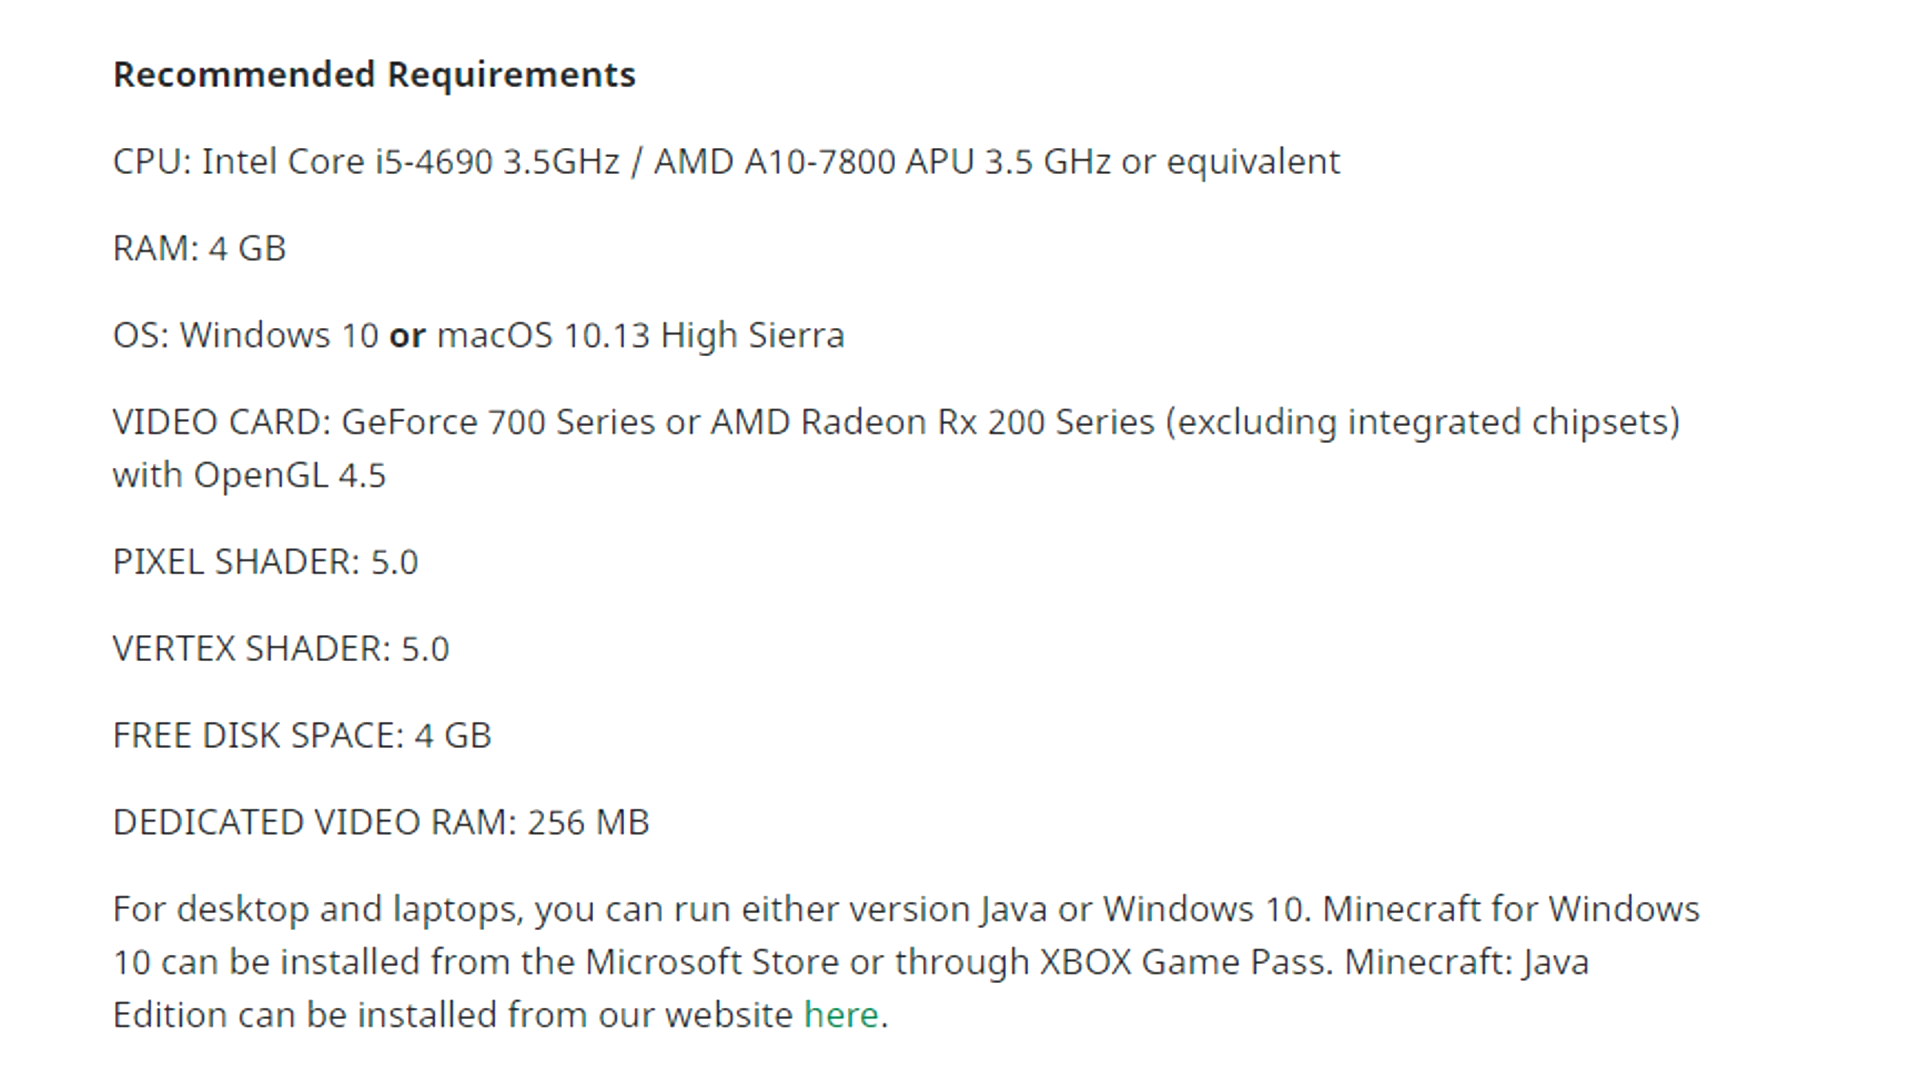 Recommended Requirements
CPU: Intel Core i5-4690 3.5GHz / AMD A10-7800 APU 3.5 GHz or equivalent
RAM: 4 GB
OS: Windows 10 or macOS 10.13 High Sierra
VIDEO CARD: GeForce 700 Series or AMD Radeon Rx 200 Series (excluding integrated chipsets)
with OpenGL 4.5
PIXEL SHADER: 5.0
VERTEX SHADER: 5.0
FREE DISK SPACE: 4 GB
DEDICATED VIDEO RAM: 256 MB
For desktop and laptops, you can run either version Java or Windows 10. Minecraft for Windows
10 can be installed from the Microsoft Store or through XBOX Game Pass. Minecraft: Java
Edition can be installed from our website here.